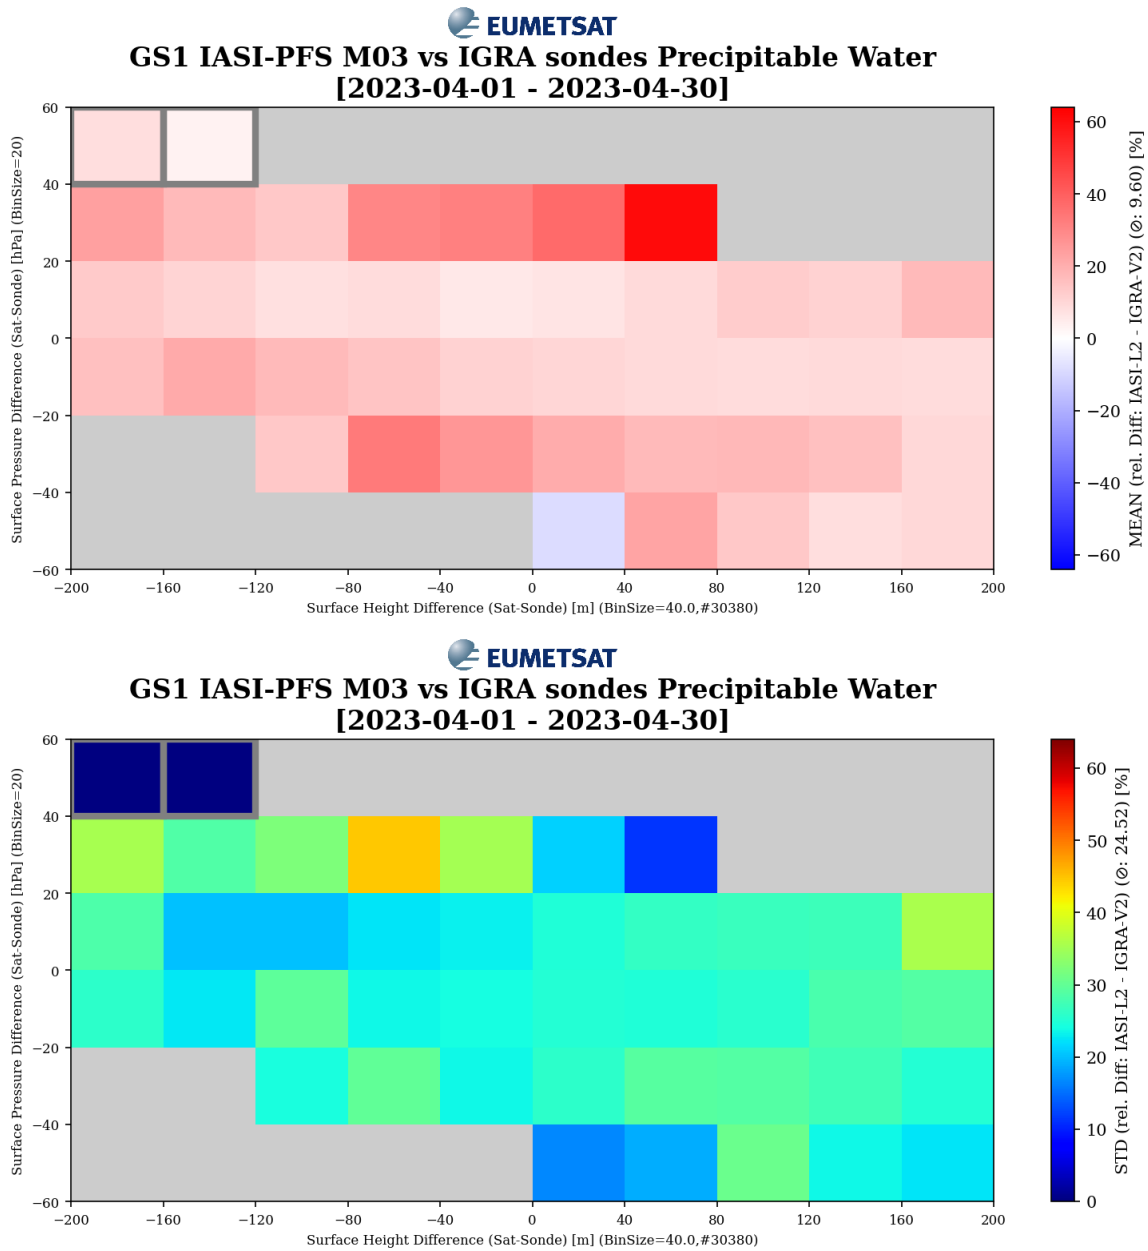 EUMETSAT
GS1 IASI-PFS M03 vs IGRA sondes Precipitable Water
[2023-04-01 - 2023-04-30]
Surface Pressure Difference (Sat-Sonde) [hPa] (BinSize=20)
60
40
20
0
−20
−40
−60
−200 −160 −120 −80 −40 0 40 80 120 160 200
Surface Height Difference (Sat-Sonde) [m] (BinSize=40.0,#30380)
60
40
20
0
−20
−40
−60
MEAN (rel. Diff: IASI-L2 - IGRA-V2) (⊘: 9.60) [%]
EUMETSAT
GS1 IASI-PFS M03 vs IGRA sondes Precipitable Water
[2023-04-01 - 2023-04-30]
Surface Pressure Difference (Sat-Sonde) [hPa] (BinSize=20)
60
40
20
0
−20
−40
−60
−200 −160 −120 −80 −40 0 40 80 120 160 200
Surface Height Difference (Sat-Sonde) [m] (BinSize=40.0,#30380)
60
50
40
30
20
10
0
STD (rel. Diff: IASI-L2 - IGRA-V2) (⊘: 24.52) [%]